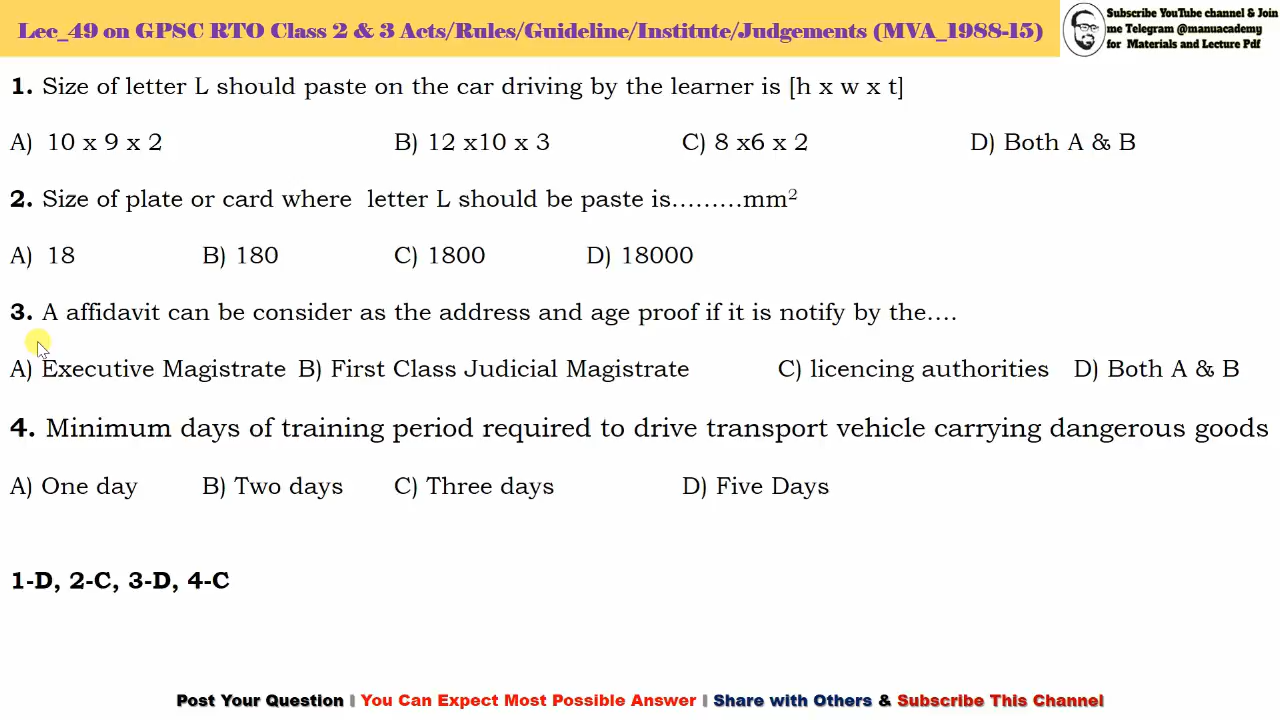 Lec_49 on GPSC RTO Class 2 & 3 Acts/Rules/Guideline/Institute/Judgements (MVA_1988-15)
Subscribe YouTube channel & Join
me Telegram @manuacademy
for Materials and Lecture Pdf
1. Size of letter L should paste on the car driving by the learner is [h x w x t]
A) 10 x 9 x 2 B) 12 x10 x 3 C) 8 x6 x 2 D) Both A & B
2. Size of plate or card where letter L should be paste is.........mm²
A) 18 B) 180 C) 1800 D) 18000
3. A affidavit can be consider as the address and age proof if it is notify by the....
A) Executive Magistrate B) First Class Judicial Magistrate C) licencing authorities D) Both A & B
4. Minimum days of training period required to drive transport vehicle carrying dangerous goods
A) One day B) Two days C) Three days D) Five Days
1-D, 2-C, 3-D, 4-C
Post Your Question | You Can Expect Most Possible Answer | Share with Others & Subscribe This Channel